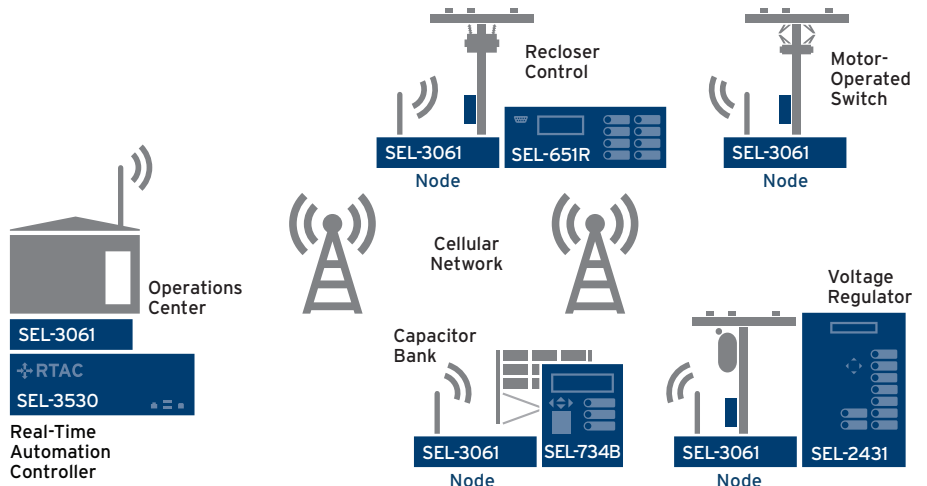 Recloser
Control
Motor-
Operated
Switch
SEL-3061
SEL-651R
SEL-3061
Node
Node
Cellular
Network
Operations
Center
Voltage
Regulator
SEL-3061
Capacitor
Bank
RTAC
SEL-3530
Real-Time
Automation
Controller
SEL-3061
SEL-734B
SEL-3061
SEL-2431
Node
Node